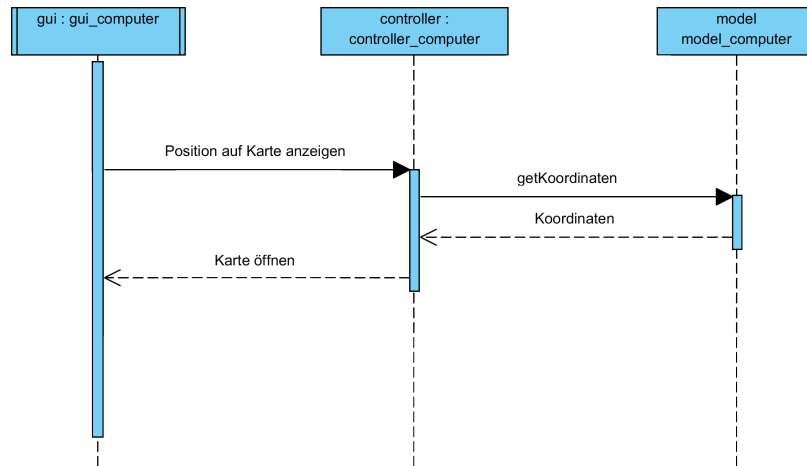 gui : gui_computer
controller :
controller_computer
model
model_computer
Position auf Karte anzeigen
getKoordinaten
Koordinaten
Karte öffnen